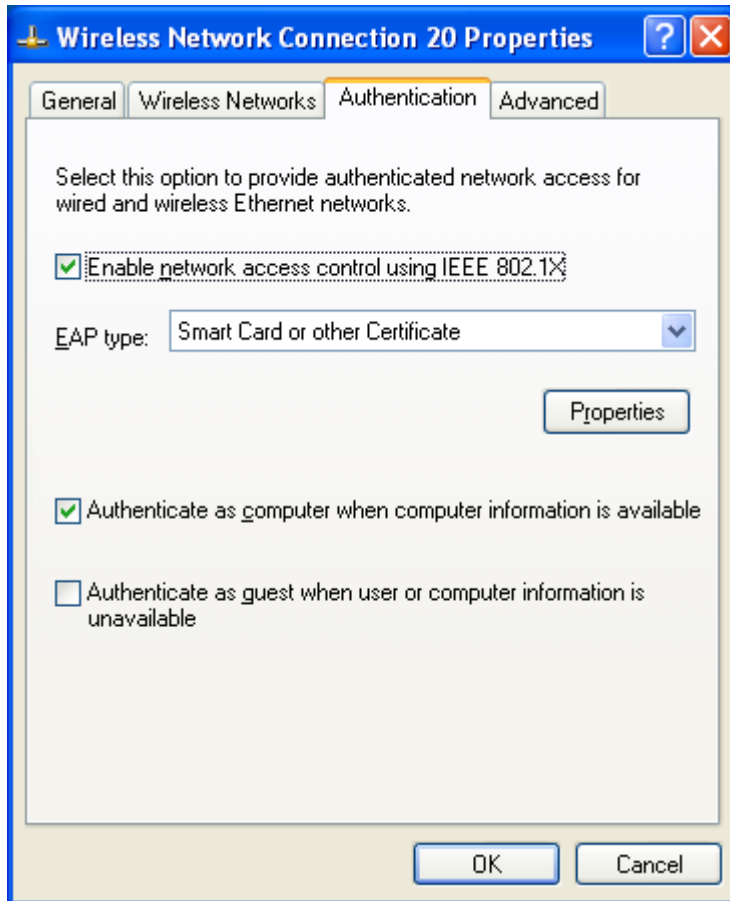 Wireless Network Connection 20 Properties
?
General Wireless Networks Authentication Advanced
Select this option to provide authenticated network access for
wired and wireless Ethernet networks.
Enable network access control using IEEE 802.1X
EAP type: Smart Card or other Certificate
Properties
Authenticate as computer when computer information is available
Authenticate as guest when user or computer information is
unavailable
OK Cancel